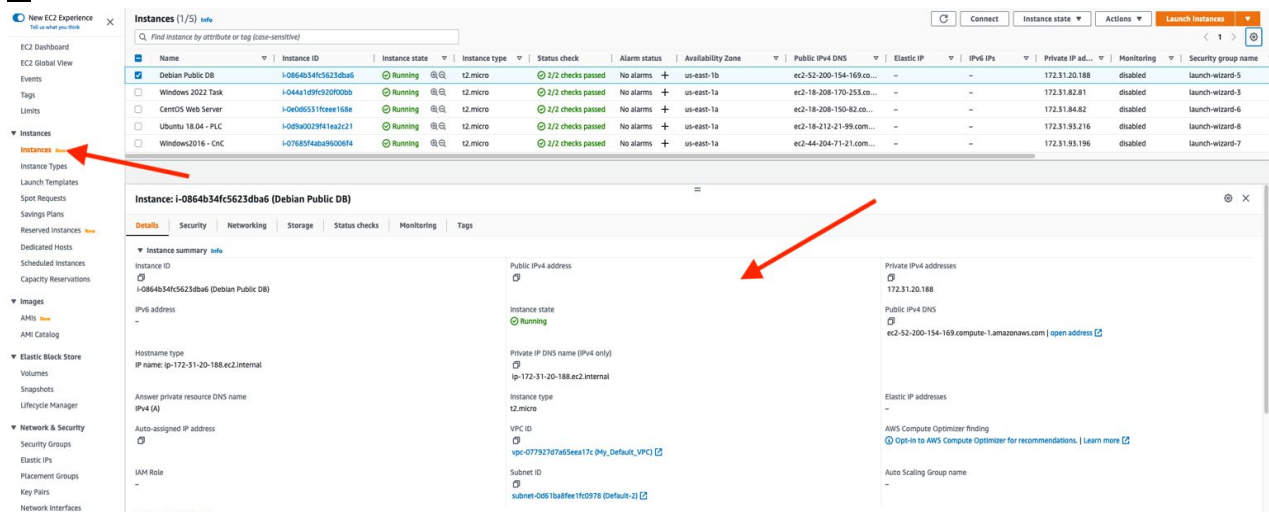 New EC2 Experience
Tell us what you think
EC2 Dashboard
EC2 Global View
Events
Tags
Limits
Instances
Instances New
Instance Types
Launch Templates
Spot Requests
Savings Plans
Reserved Instances New
Dedicated Hosts
Scheduled Instances
Capacity Reservations
Images
AMIs New
AMI Catalog
Elastic Block Store
Volumes
Snapshots
Lifecycle Manager
Network & Security
Security Groups
Elastic IPs
Placement Groups
Key Pairs
Network Interfaces
Instances (1/5) Info
Connect Instance state Actions Launch instances
Find instance by attribute or tag (case-sensitive)
1
Name Instance ID Instance state Instance type Status check Alarm status Availability Zone Public IPv4 DNS Elastic IP IPv6 IPs Private IP ad... Monitoring Security group name
Debian Public DB i-0864b34fc5623dba6 Running t2.micro 2/2 checks passed No alarms + us-east-1b ec2-52-200-154-169.co... – – 172.31.20.188 disabled launch-wizard-5
Windows 2022 Task i-044a1d9fc920f00bb Running t2.micro 2/2 checks passed No alarms + us-east-1a ec2-18-208-170-253.co... – – 172.31.82.81 disabled launch-wizard-3
CentOS Web Server i-0e0d6531fceee168e Running t2.micro 2/2 checks passed No alarms + us-east-1a ec2-18-208-150-82.co... – – 172.31.84.82 disabled launch-wizard-6
Ubuntu 18.04 - PLC i-0d9a0029f41ea2c21 Running t2.micro 2/2 checks passed No alarms + us-east-1a ec2-18-212-21-99.com... – – 172.31.93.216 disabled launch-wizard-8
Windows2016 - CnC i-07685f4aba96006f4 Running t2.micro 2/2 checks passed No alarms + us-east-1a ec2-44-204-71-21.com... – – 172.31.93.196 disabled launch-wizard-7
Instance: i-0864b34fc5623dba6 (Debian Public DB)
Details Security Networking Storage Status checks Monitoring Tags
Instance summary Info
Instance ID
i-0864b34fc5623dba6 (Debian Public DB)
Public IPv4 address
Private IPv4 addresses
172.31.20.188
IPv6 address
–
Instance state
Running
Public IPv4 DNS
ec2-52-200-154-169.compute-1.amazonaws.com | open address
Hostname type
IP name: ip-172-31-20-188.ec2.internal
Private IP DNS name (IPv4 only)
ip-172-31-20-188.ec2.internal
Answer private resource DNS name
IPv4 (A)
Instance type
t2.micro
Elastic IP addresses
–
Auto-assigned IP address
VPC ID
vpc-077927d7a65eea17c (My_Default_VPC)
AWS Compute Optimizer finding
Opt-in to AWS Compute Optimizer for recommendations. | Learn more
IAM Role
–
Subnet ID
subnet-0d61ba8fee1fc0978 (Default-2)
Auto Scaling Group name
–